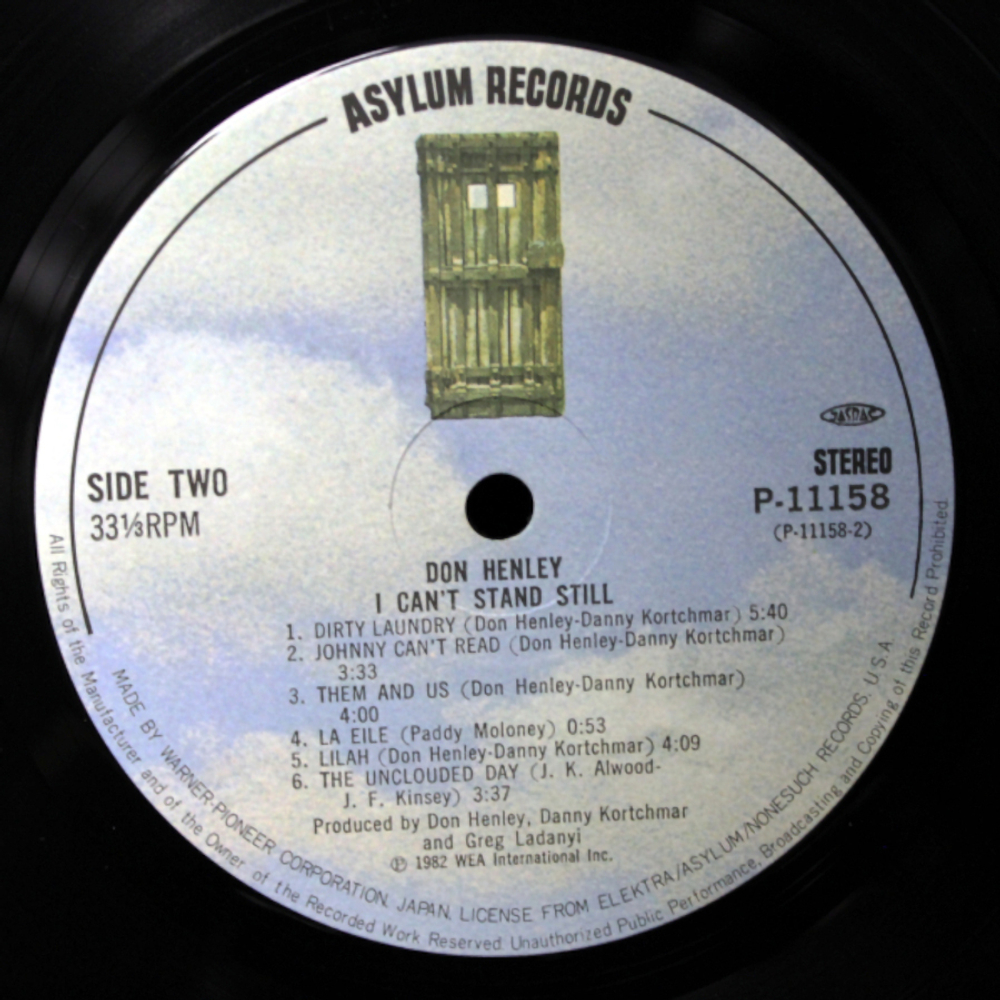 ASYLUM RECORDS
JASRAC
SIDE TWO
33⅓RPM
STEREO
P-11158
(P-11158-2)
DON HENLEY
I CAN'T STAND STILL
1. DIRTY LAUNDRY (Don Henley-Danny Kortchmar) 5:40
2. JOHNNY CAN'T READ (Don Henley-Danny Kortchmar)
3:33
3. THEM AND US (Don Henley-Danny Kortchmar)
4:00
4. LA EILE (Paddy Moloney) 0:53
5. LILAH (Don Henley-Danny Kortchmar) 4:09
6. THE UNCLOUDED DAY (J. K. Alwood-
J. F. Kinsey) 3:37
Produced by Don Henley, Danny Kortchmar
and Greg Ladanyi
℗ 1982 WEA International Inc.
MADE BY WARNER-PIONEER CORPORATION, JAPAN. LICENSE FROM ELEKTRA/ASYLUM/NONESUCH RECORDS, U.S.A
All Rights of the Manufacturer and of the Owner of the Recorded Work Reserved Unauthorized Public Performance, Broadcasting and Copying of this Record Prohibited